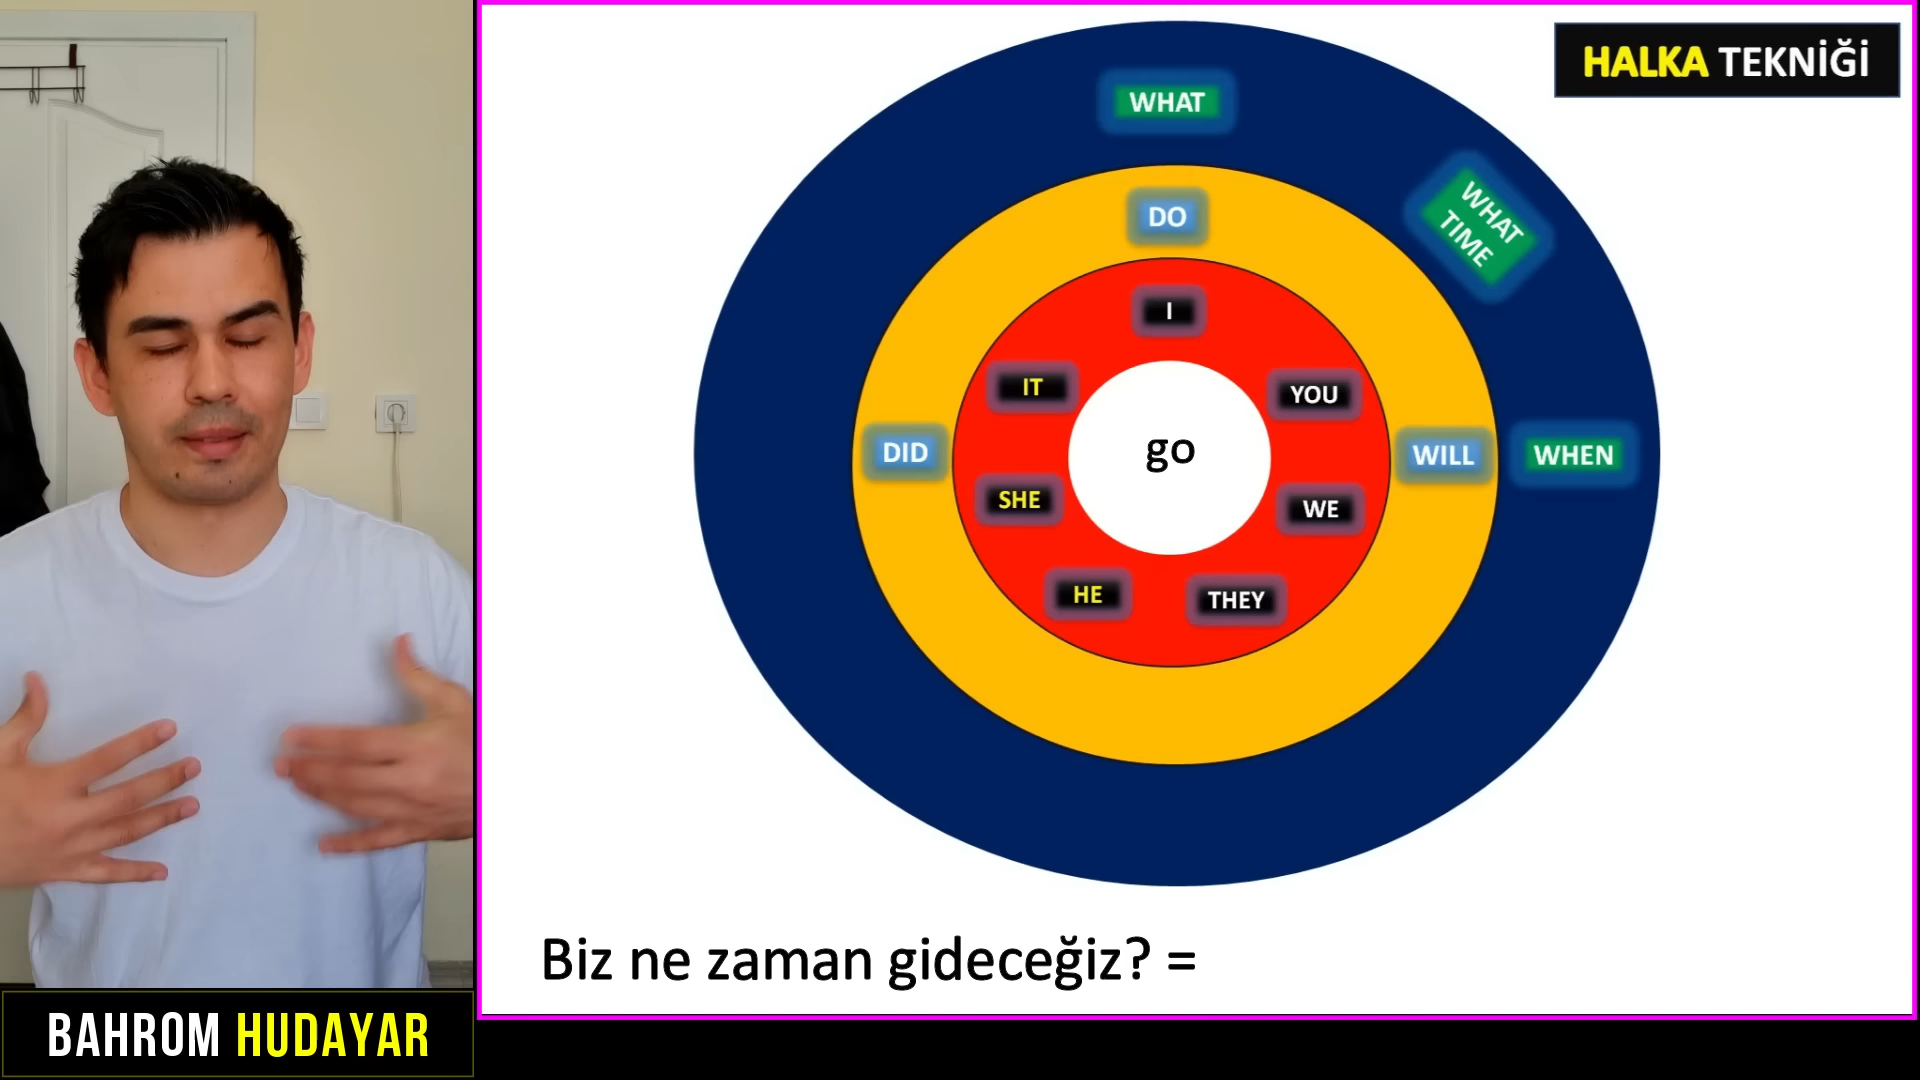 HALKA TEKNİĞİ
WHAT
WHAT
TIME
DO
I
IT
YOU
go
DID
WILL
WHEN
SHE
WE
HE
THEY
Biz ne zaman gideceğiz? =
BAHROM HUDAYAR